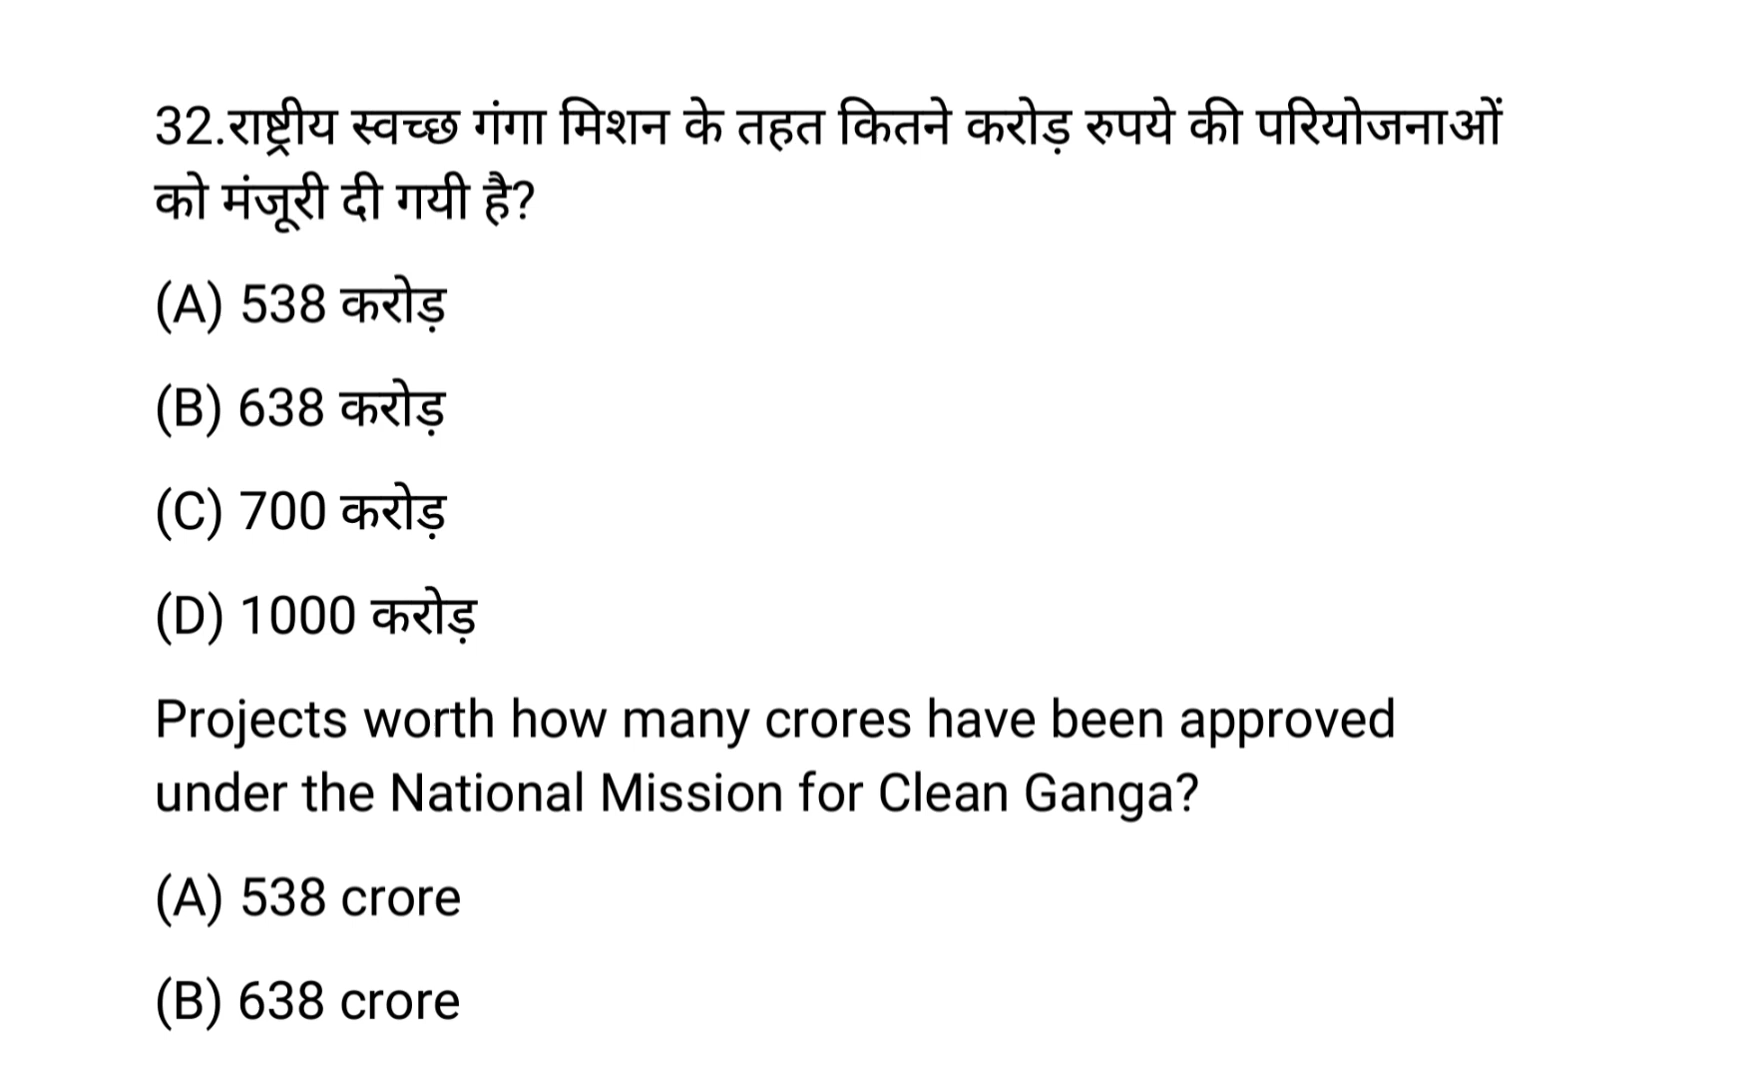 32.राष्ट्रीय स्वच्छ गंगा मिशन के तहत कितने करोड़ रुपये की परियोजनाओं
को मंजूरी दी गयी है?
(A) 538 करोड़
(B) 638 करोड़
(C) 700 करोड़
(D) 1000 करोड़
Projects worth how many crores have been approved
under the National Mission for Clean Ganga?
(A) 538 crore
(B) 638 crore